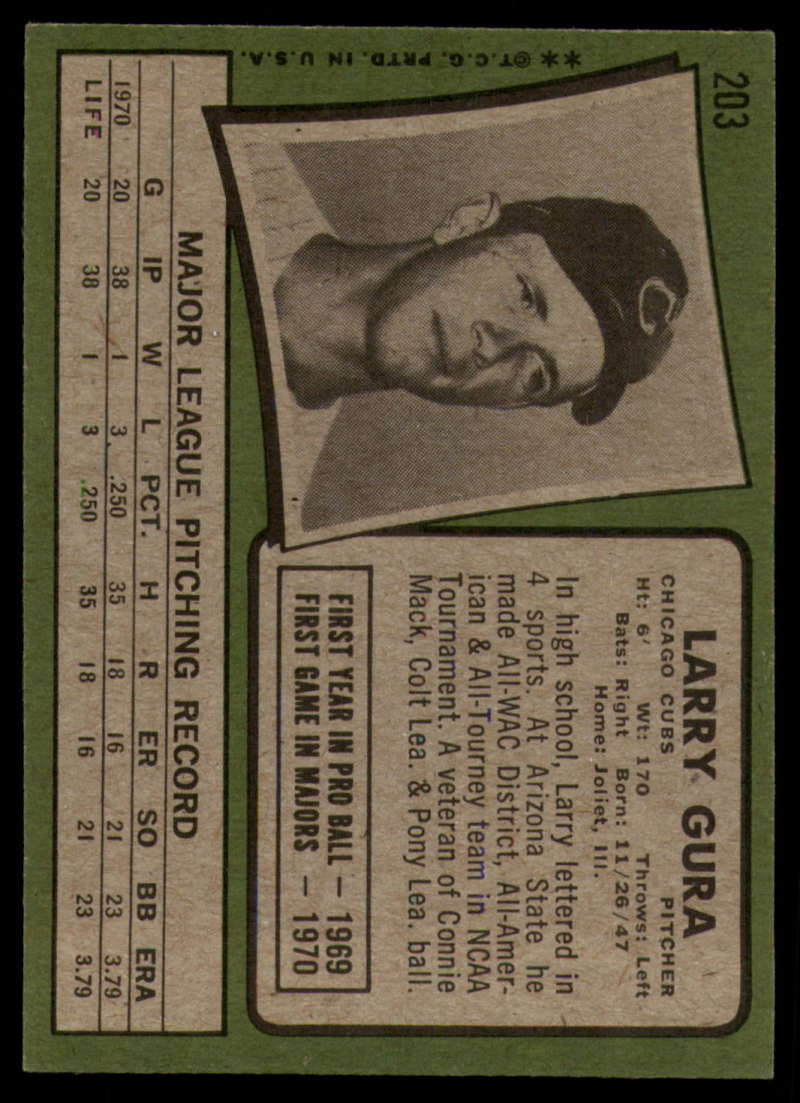 203
**©T.C.G. PRTD. IN U.S.A.
C
LARRY GURA
CHICAGO CUBS PITCHER
Ht: 6' Wt: 170 Throws: Left
Bats: Right Born: 11/26/47
Home: Joliet, Ill.
In high school, Larry lettered in
4 sports. At Arizona State he
made All-WAC District, All-Amer-
ican & All-Tourney team in NCAA
Tournament. A veteran of Connie
Mack, Colt Lea. & Pony Lea. ball.
FIRST YEAR IN PRO BALL — 1969
FIRST GAME IN MAJORS — 1970
MAJOR LEAGUE PITCHING RECORD
G IP W L PCT. H R ER SO BB ERA
1970 20 38 1 3 .250 35 18 16 21 23 3.79
LIFE 20 38 1 3 .250 35 18 16 21 23 3.79